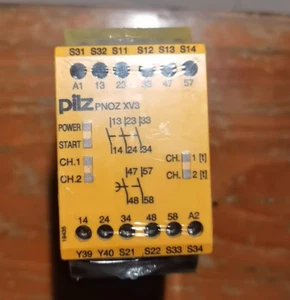 S31 S32 S11 S12 S13 S14
A1 13 23 33 47 57
pilz PNOZ XV3
13 23 33
POWER
START
14 24 34
CH.1
CH.2
47 57
CH. 1 [t]
CH. 2 [t]
48 58
14 24 34 48 58 A2
Y39 Y40 S21 S22 S33 S34